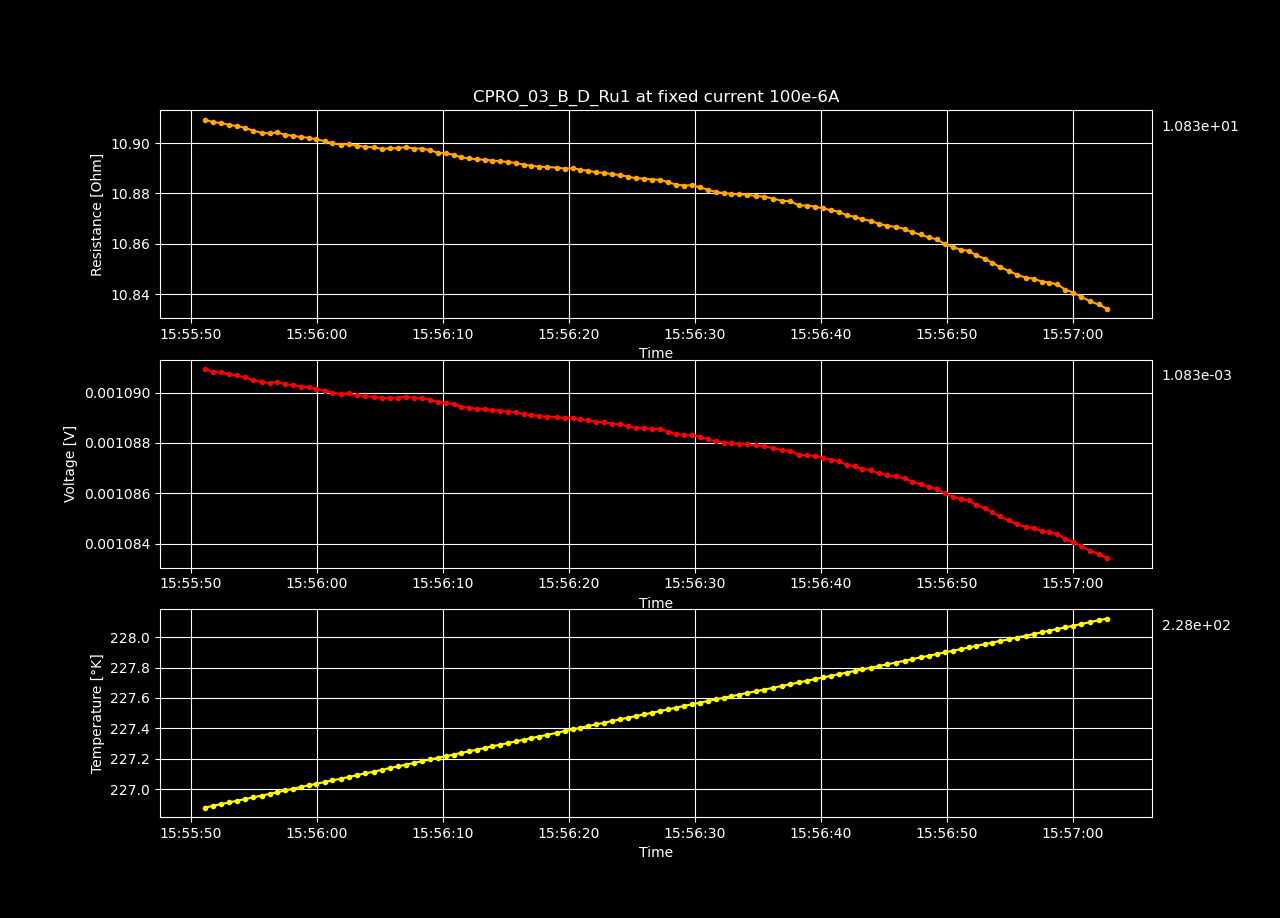 CPRO_03_B_D_Ru1 at fixed current 100e-6A
1.083e+01
Resistance [Ohm]
10.90
10.88
10.86
10.84
15:55:50 15:56:00 15:56:10 15:56:20 15:56:30 15:56:40 15:56:50 15:57:00
Time
1.083e-03
Voltage [V]
0.001090
0.001088
0.001086
0.001084
15:55:50 15:56:00 15:56:10 15:56:20 15:56:30 15:56:40 15:56:50 15:57:00
Time
2.28e+02
Temperature [°K]
228.0
227.8
227.6
227.4
227.2
227.0
15:55:50 15:56:00 15:56:10 15:56:20 15:56:30 15:56:40 15:56:50 15:57:00
Time